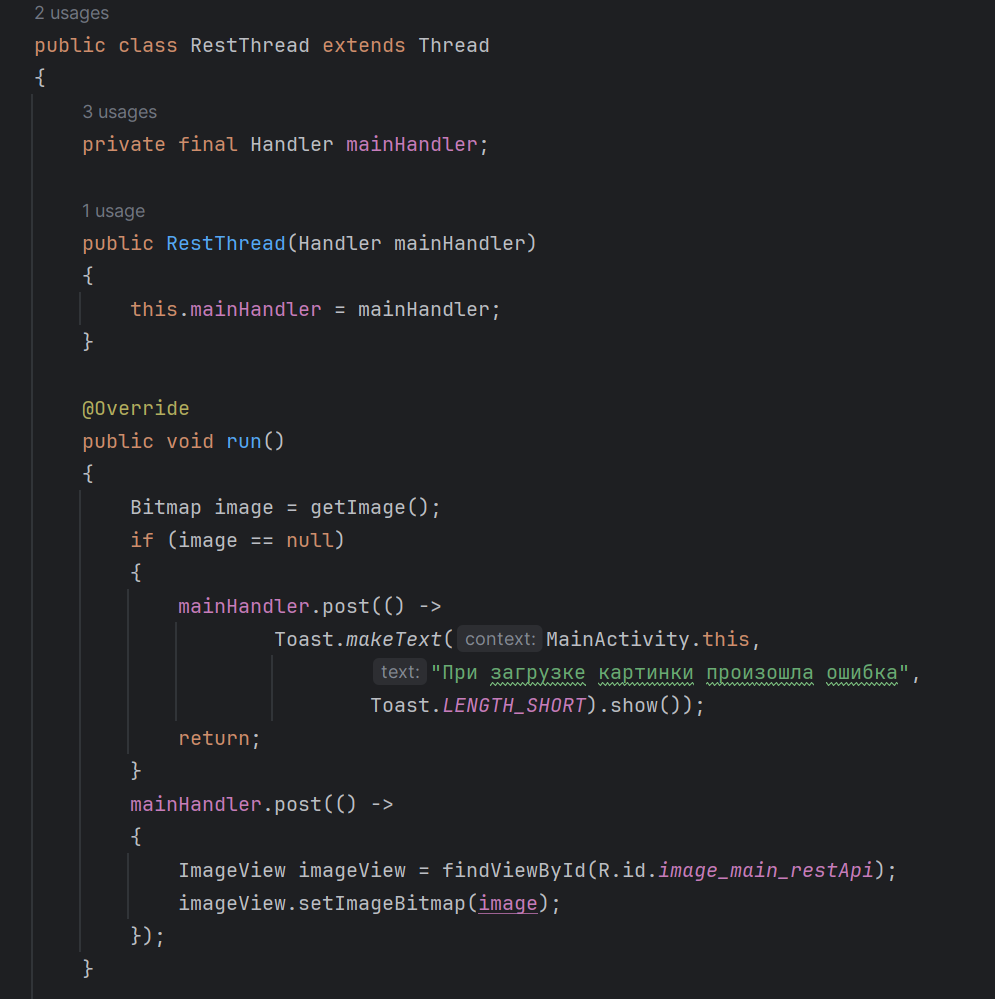 2 usages
public class RestThread extends Thread
{
3 usages
private final Handler mainHandler;
1 usage
public RestThread(Handler mainHandler)
{
this.mainHandler = mainHandler;
}
@Override
public void run()
{
Bitmap image = getImage();
if (image == null)
{
mainHandler.post(() ->
Toast.makeText( context: MainActivity.this,
text: "При загрузке картинки произошла ошибка",
Toast.LENGTH_SHORT).show());
return;
}
mainHandler.post(() ->
{
ImageView imageView = findViewById(R.id.image_main_restApi);
imageView.setImageBitmap(image);
});
}